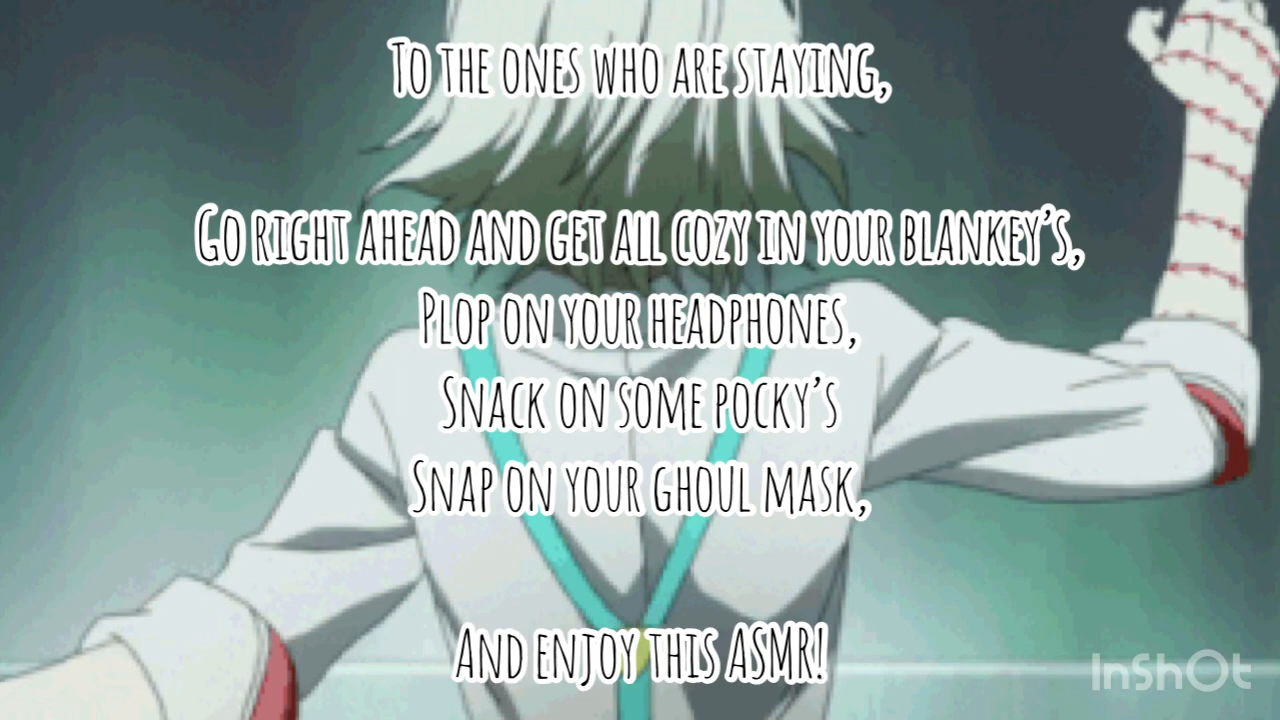 To the ones who are staying,
Go right ahead and get all cozy in your blankey’s,
Plop on your headphones,
Snack on some pocky’s
Snap on your ghoul mask,
And enjoy this ASMR!
InShOt